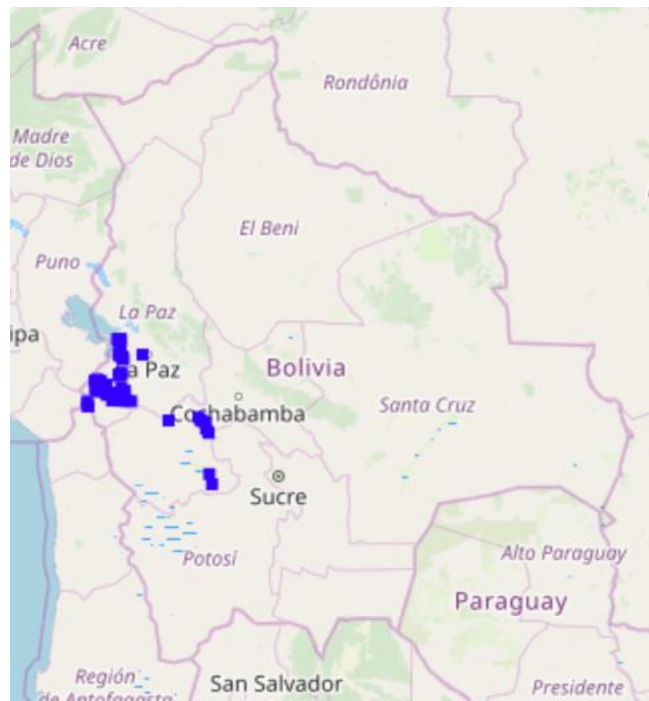 Acre
Rondônia
Madre
de Dios
El Beni
Puno
La Paz
ipa
a Paz
Bolivia
Cochabamba
Santa Cruz
Sucre
Potosí
Alto Paraguay
Paraguay
Región
de Antofagasta
San Salvador
Presidente